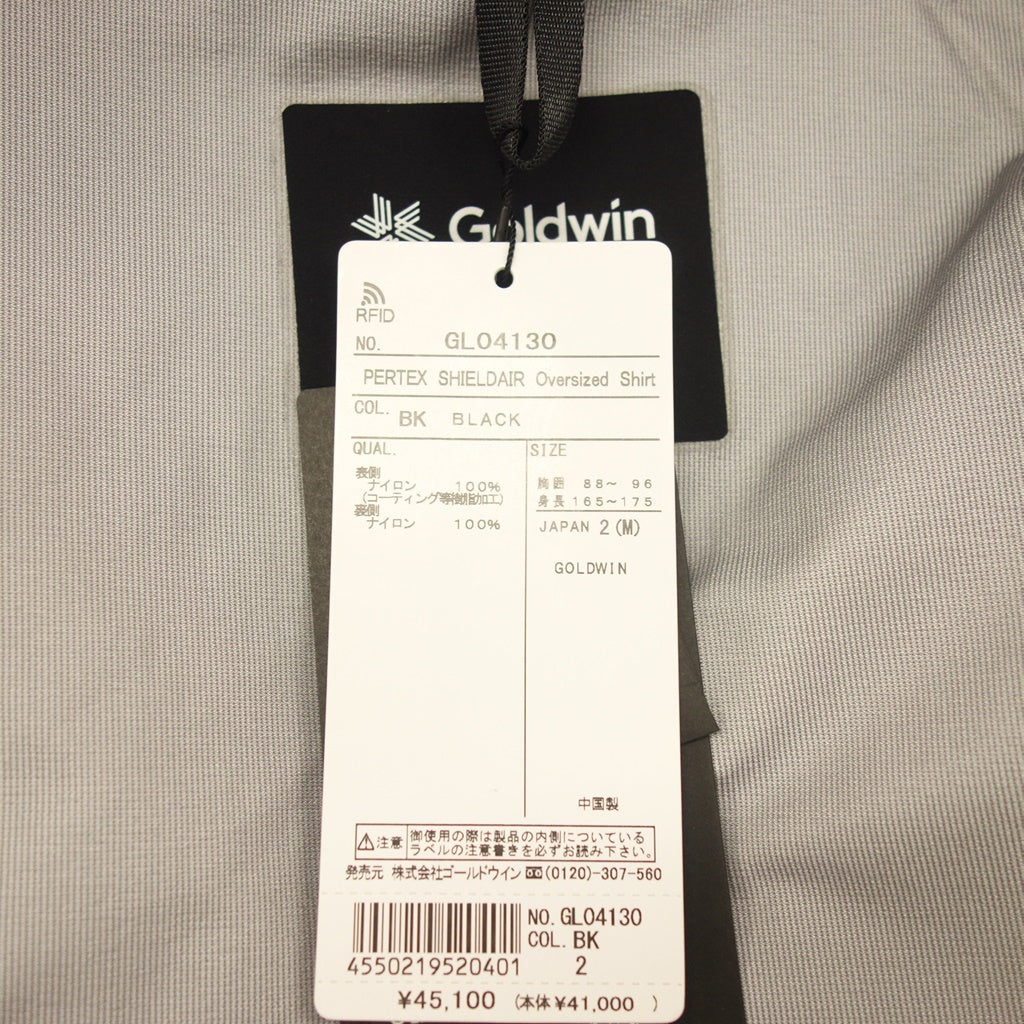 Goldwin
RFID
NO. GL04130
PERTEX SHIELDAIR Oversized Shirt
COL. BK BLACK
QUAL.
表側
ナイロン 100%
(コーティング等樹脂加工)
裏側
ナイロン 100%
SIZE
胸囲 88～ 96
身長 165～175
JAPAN 2 (M)
GOLDWIN
中国製
注意 御使用の際は製品の内側についている
ラベルの注意書きを必ずお読み下さい。
発売元 株式会社ゴールドウイン (0120)-307-560
NO. GL04130
COL. BK
2
4550219520401
¥45,100 (本体¥41,000 )